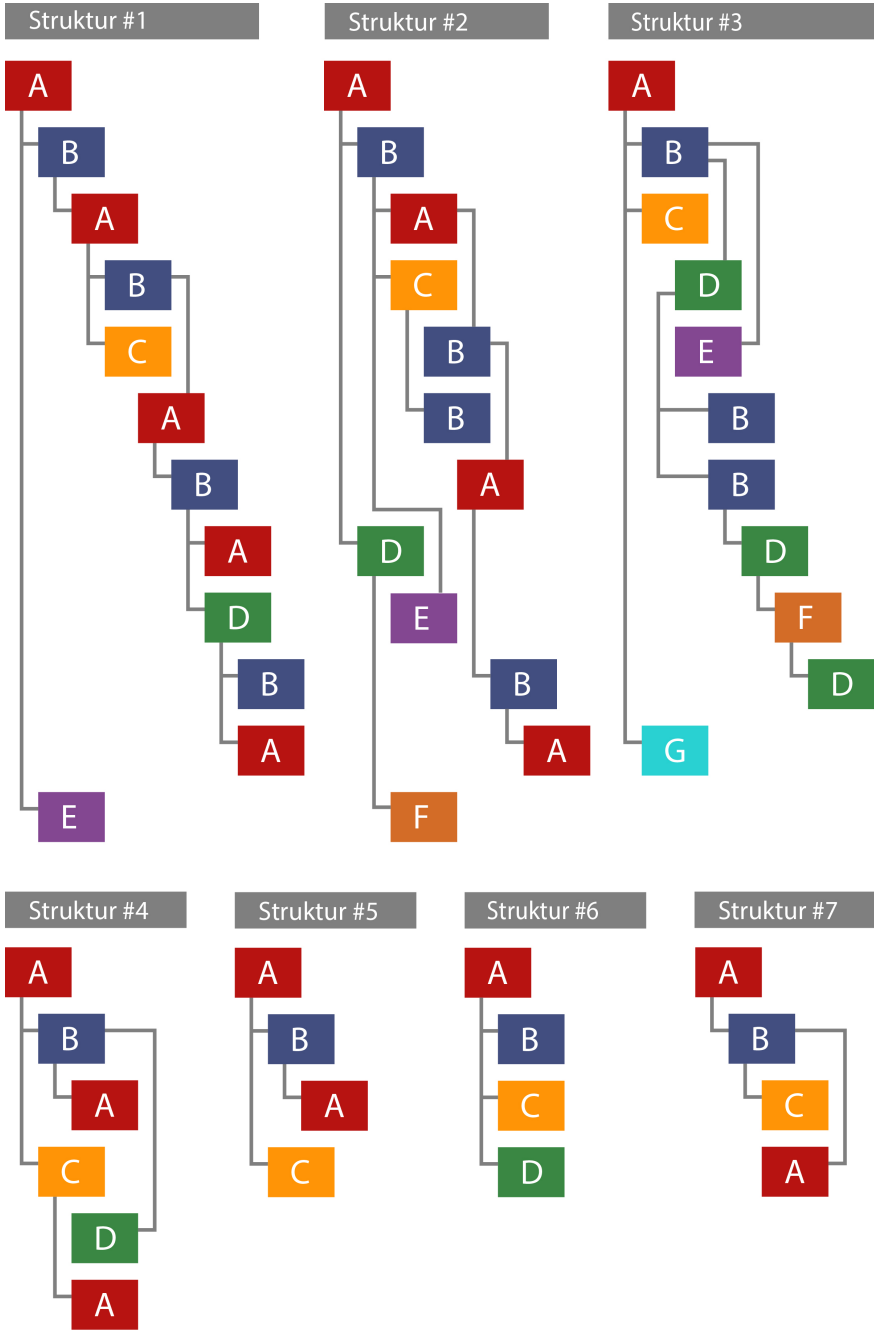 Struktur #1 Struktur #2 Struktur #3
A A A
B B B
A A C
B C D
C B E
A B B
B A B
A D D
D E F
B B D
A A G
E F
Struktur #4 Struktur #5 Struktur #6 Struktur #7
A A A A
B B B B
A A C C
C C D A
D
A